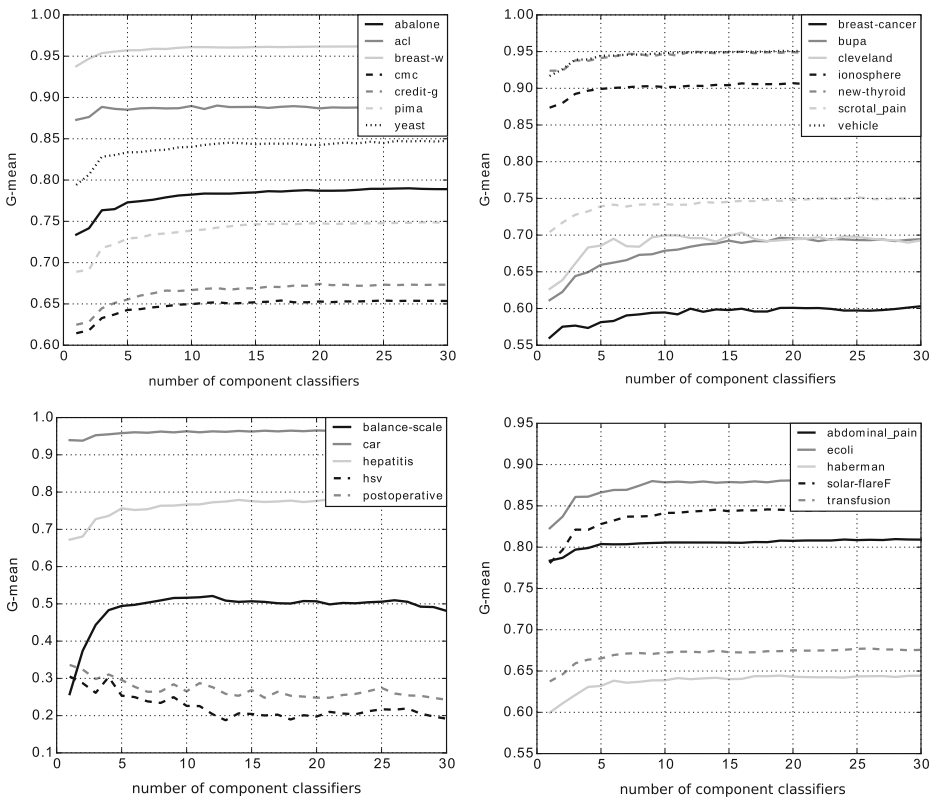 1.00
0.95
0.90
0.85
0.80
0.75
0.70
0.65
0.60
G-mean
0 5 10 15 20 25 30
number of component classifiers
abalone
acl
breast-w
cmc
credit-g
pima
yeast
1.00
0.95
0.90
0.85
0.80
0.75
0.70
0.65
0.60
0.55
G-mean
0 5 10 15 20 25 30
number of component classifiers
breast-cancer
bupa
cleveland
ionosphere
new-thyroid
scrotal_pain
vehicle
1.0
0.9
0.8
0.7
0.6
0.5
0.4
0.3
0.2
0.1
G-mean
0 5 10 15 20 25 30
number of component classifiers
balance-scale
car
hepatitis
hsv
postoperative
0.95
0.90
0.85
0.80
0.75
0.70
0.65
0.60
0.55
G-mean
0 5 10 15 20 25 30
number of component classifiers
abdominal_pain
ecoli
haberman
solar-flareF
transfusion